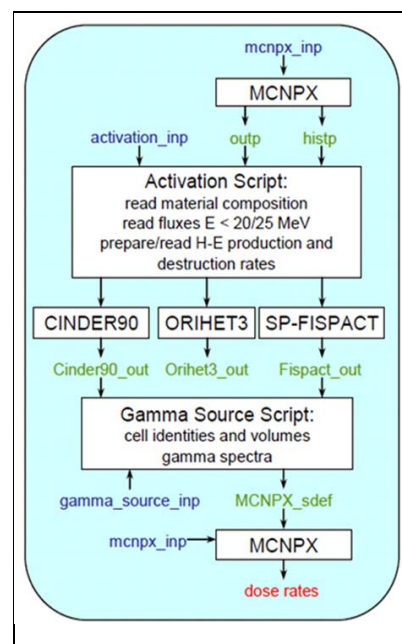 mcnpx_inp
MCNPX
activation_inp
outp
histp
Activation Script:
read material composition
read fluxes E < 20/25 MeV
prepare/read H-E production and
destruction rates
CINDER90
ORIHET3
SP-FISPACT
Cinder90_out
Orihet3_out
Fispact_out
Gamma Source Script:
cell identities and volumes
gamma spectra
gamma_source_inp
MCNPX_sdef
mcnpx_inp
MCNPX
dose rates